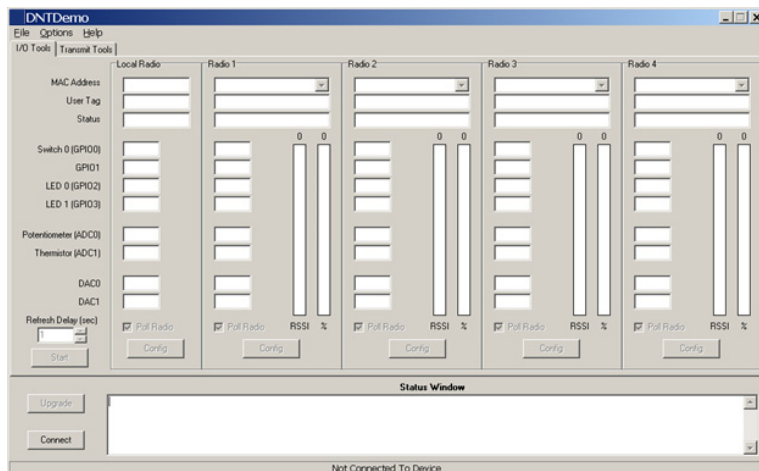 DNTDemo
File Options Help
I/O Tools Transmit Tools
Local Radio Radio 1 Radio 2 Radio 3 Radio 4
MAC Address
User Tag
Status
0 0 0 0 0 0 0 0
Switch 0 (GPIO0)
GPIO1
LED 0 (GPIO2)
LED 1 (GPIO3)
Potentiometer (ADC0)
Thermistor (ADC1)
DAC0
DAC1
Refresh Delay (sec)
1
Poll Radio Poll Radio RSSI % Poll Radio RSSI % Poll Radio RSSI % Poll Radio RSSI %
Start Config Config Config Config Config
Status Window
Upgrade
Connect
Not Connected To Device